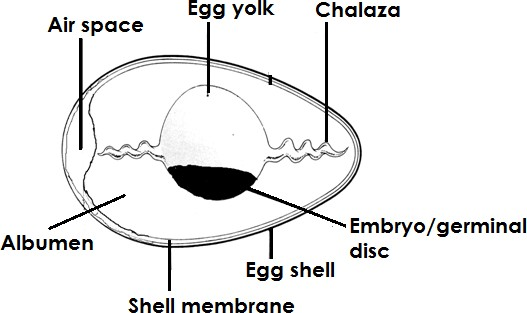 Egg yolk
Chalaza
Air space
Albumen
Embryo/germinal
disc
Egg shell
Shell membrane